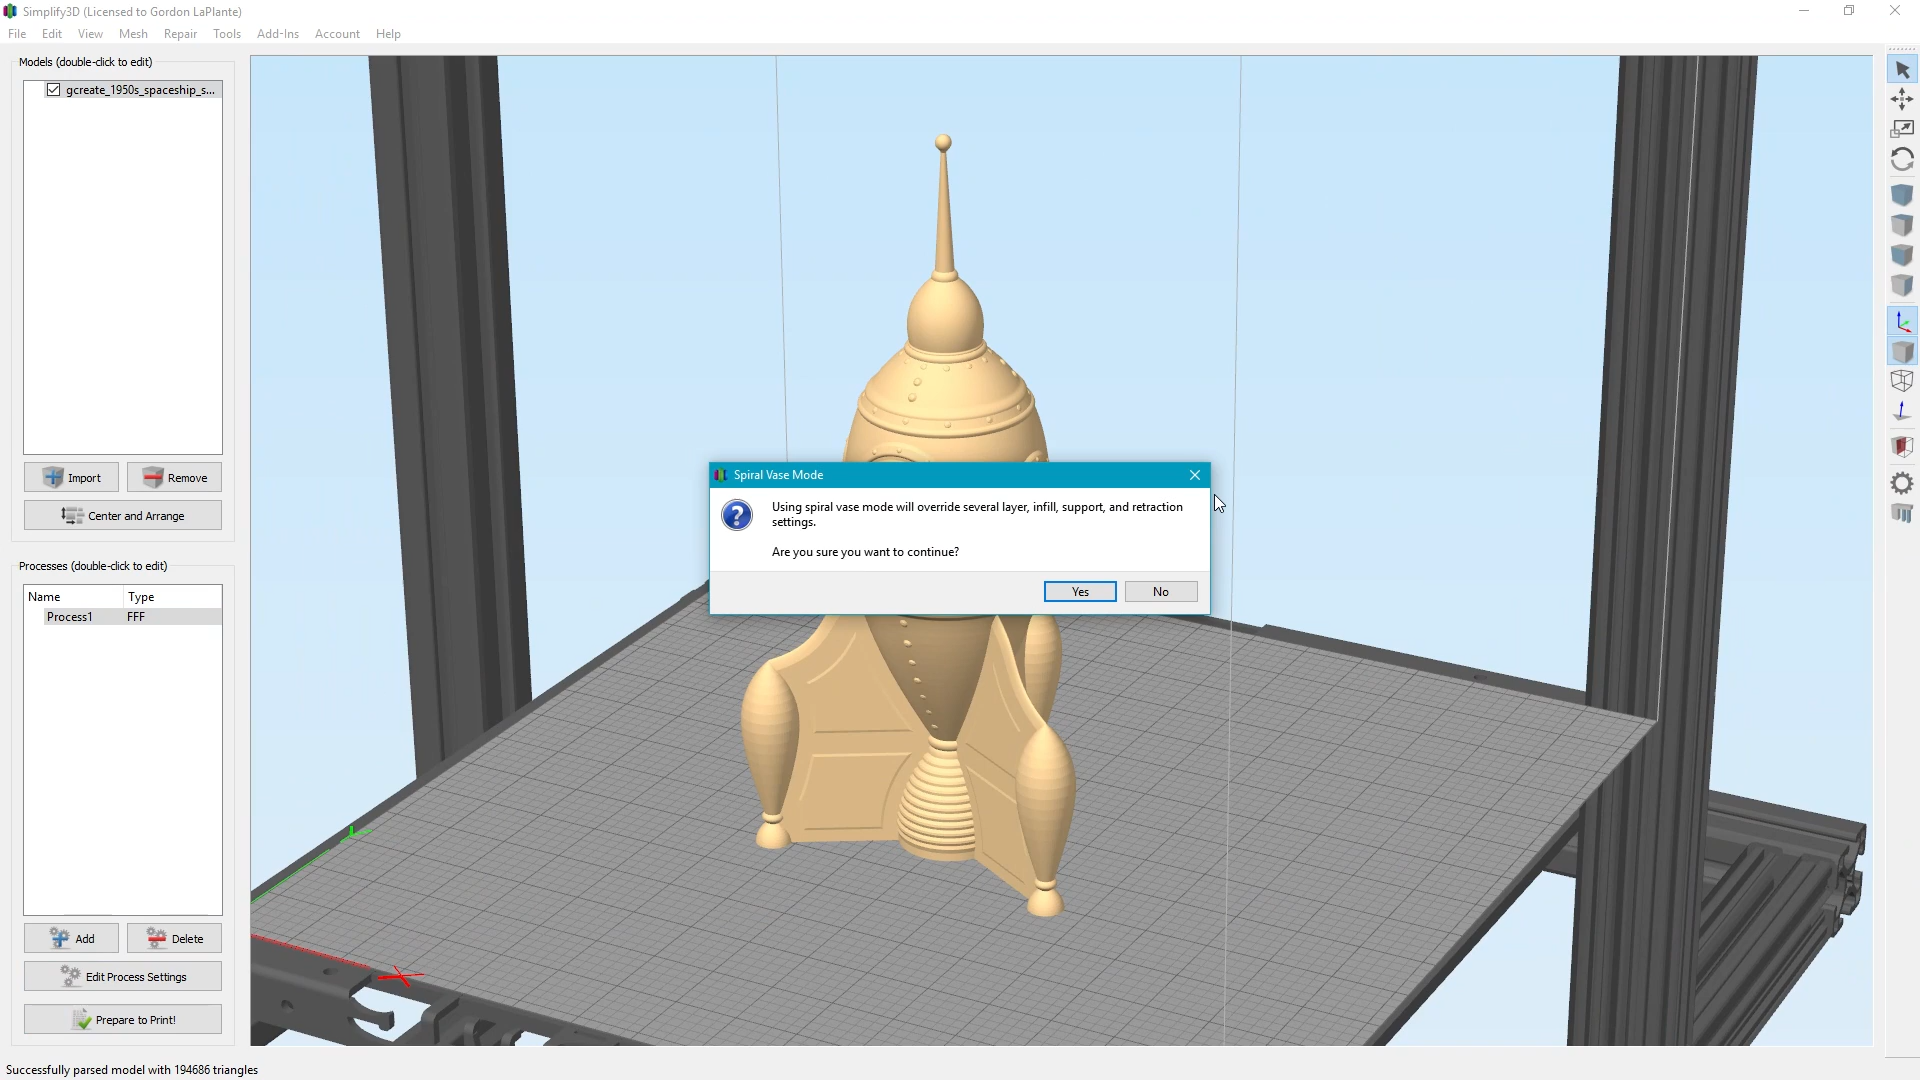 Simplify3D (Licensed to Gordon LaPlante)
File Edit View Mesh Repair Tools Add-Ins Account Help
Models (double-click to edit)
gcreate_1950s_spaceship_s...
Import Remove
Center and Arrange
Processes (double-click to edit)
Name Type
Process1 FFF
Add Delete
Edit Process Settings
Prepare to Print!
Spiral Vase Mode
Using spiral vase mode will override several layer, infill, support, and retraction
settings.
Are you sure you want to continue?
Yes No
Successfully parsed model with 194686 triangles